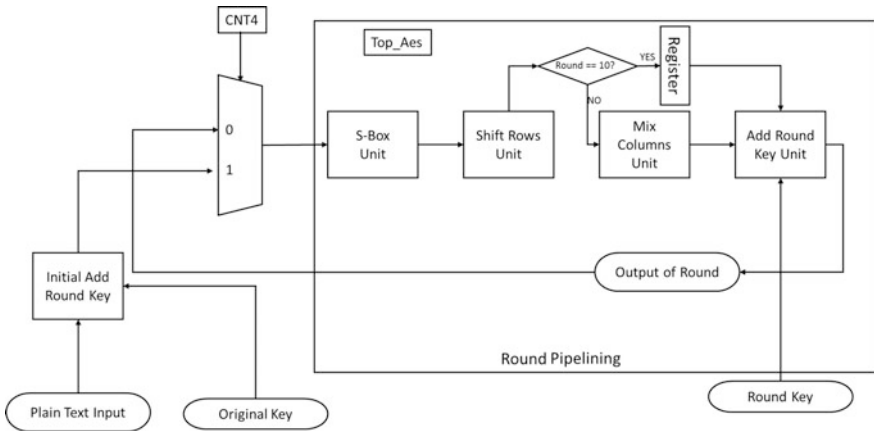 CNT4
Top_Aes
Round == 10?
YES
Register
NO
0
1
S-Box
Unit
Shift Rows
Unit
Mix
Columns
Unit
Add Round
Key Unit
Initial Add
Round Key
Output of Round
Round Pipelining
Plain Text Input
Original Key
Round Key